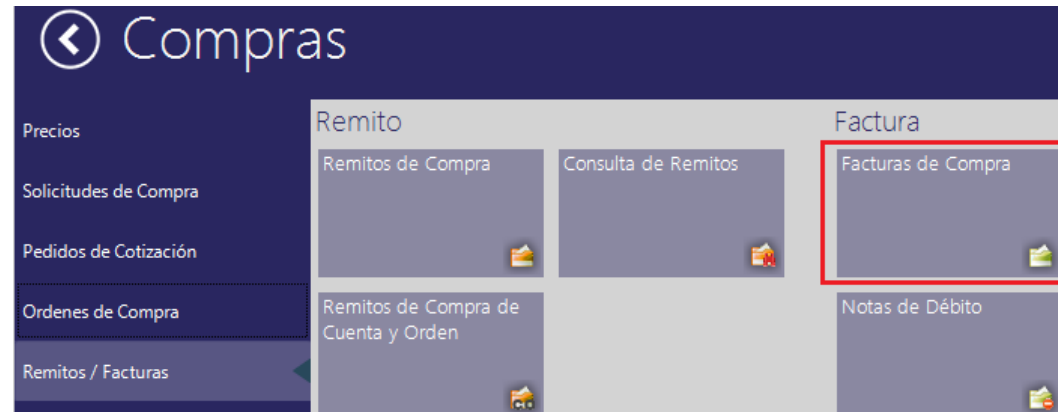 Compras
Precios
Solicitudes de Compra
Pedidos de Cotización
Ordenes de Compra
Remitos / Facturas
Remito
Remitos de Compra
Consulta de Remitos
Remitos de Compra de
Cuenta y Orden
Factura
Facturas de Compra
Notas de Débito